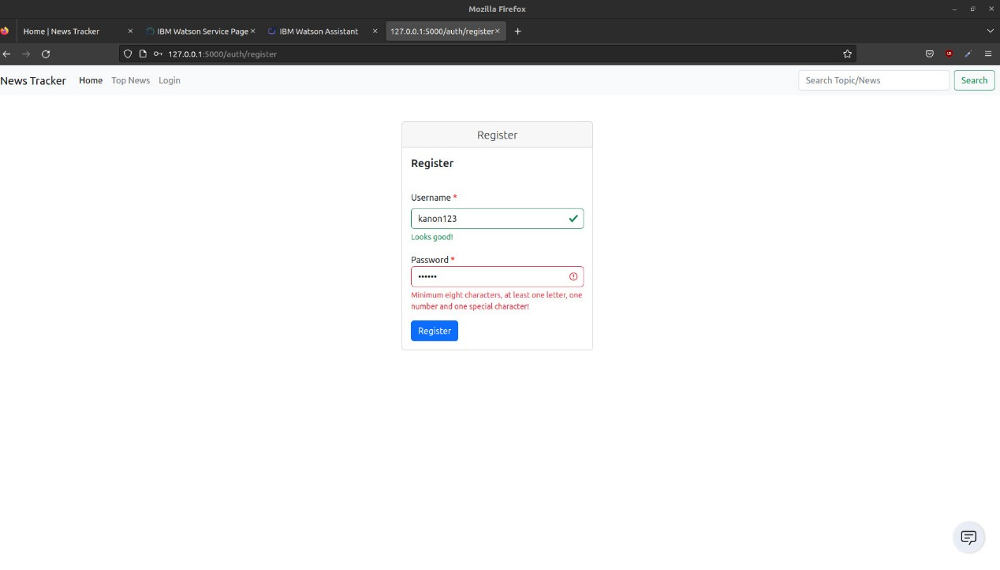 Mozilla Firefox
Home | News Tracker
IBM Watson Service Page
IBM Watson Assistant
127.0.0.1:5000/auth/register
127.0.0.1:5000/auth/register
News Tracker Home Top News Login Search Topic/News Search
Register
Register
Username *
kanon123
Looks good!
Password *
••••••
Minimum eight characters, at least one letter, one
number and one special character!
Register